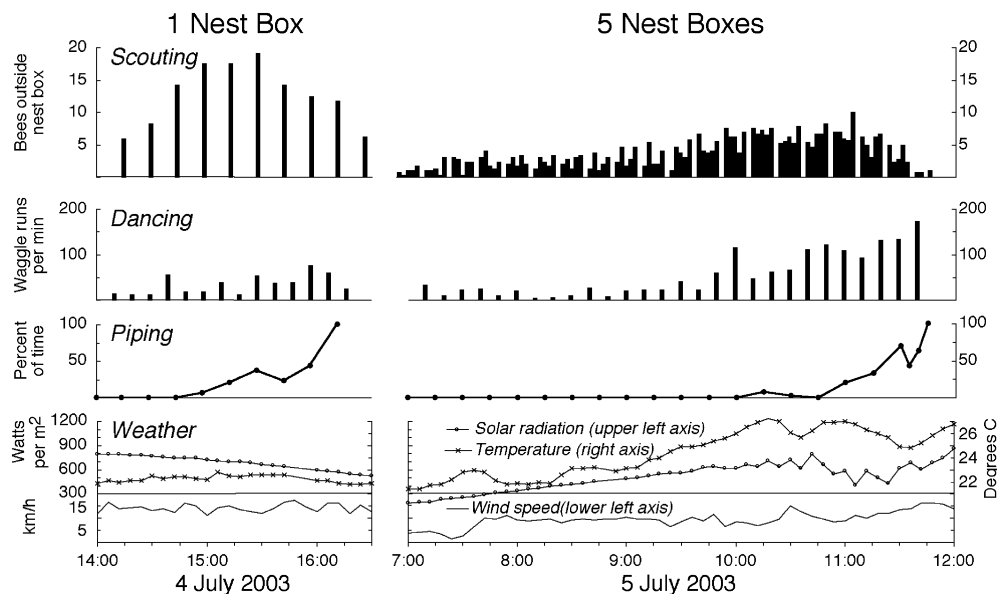 1 Nest Box
5 Nest Boxes
Bees outside
nest box
20
15
10
5
Scouting
20
15
10
5
Waggle runs
per min
200
100
Dancing
200
100
Percent
of time
100
50
Piping
100
50
Watts
per m2
1200
900
600
300
Weather
Solar radiation (upper left axis)
Temperature (right axis)
26
24
22
Degrees C
km/h
15
5
Wind speed(lower left axis)
14:00 15:00 16:00
7:00 8:00 9:00 10:00 11:00 12:00
4 July 2003
5 July 2003